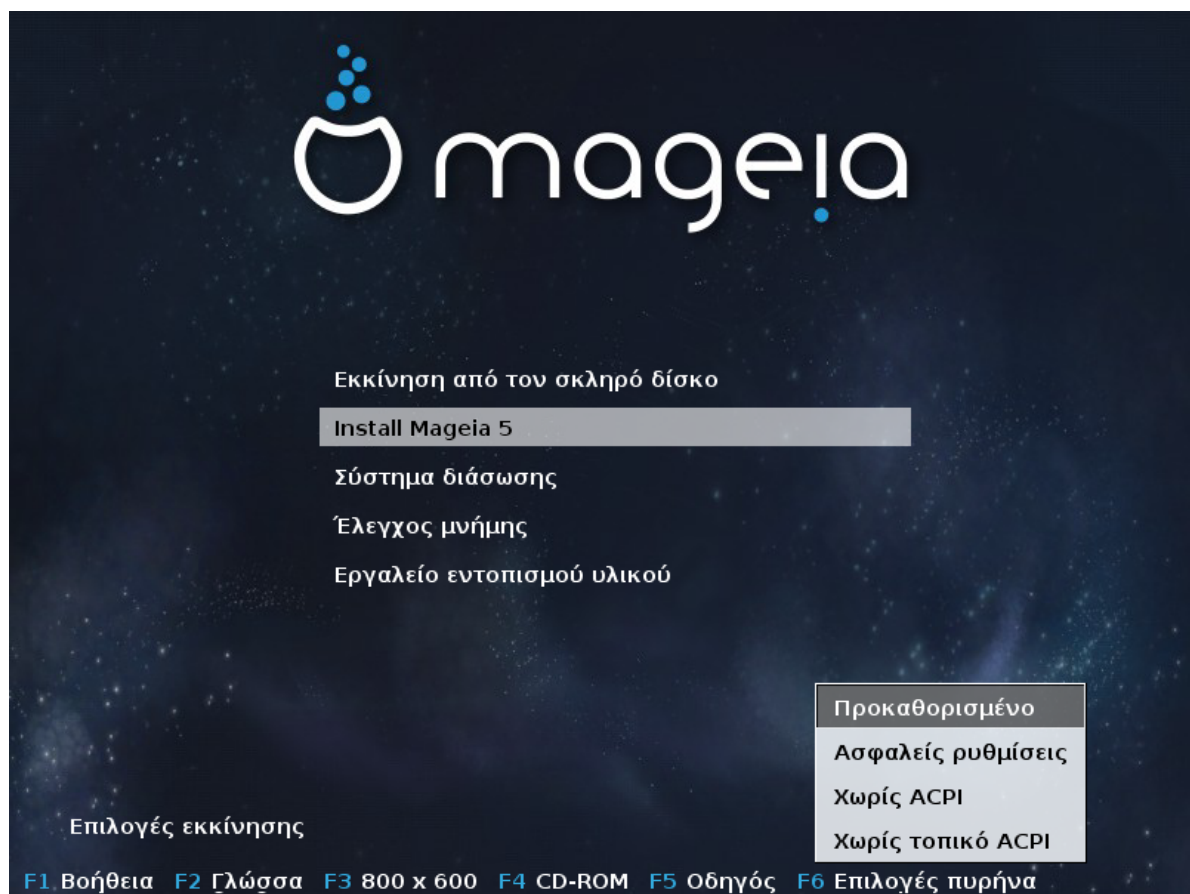 mageia
Εκκίνηση από τον σκληρό δίσκο
Install Mageia 5
Σύστημα διάσωσης
Έλεγχος μνήμης
Εργαλείο εντοπισμού υλικού
Προκαθορισμένο
Ασφαλείς ρυθμίσεις
Χωρίς ACPI
Χωρίς τοπικό ACPI
Επιλογές εκκίνησης
F1 Βοήθεια F2 Γλώσσα F3 800 x 600 F4 CD-ROM F5 Οδηγός F6 Επιλογές πυρήνα